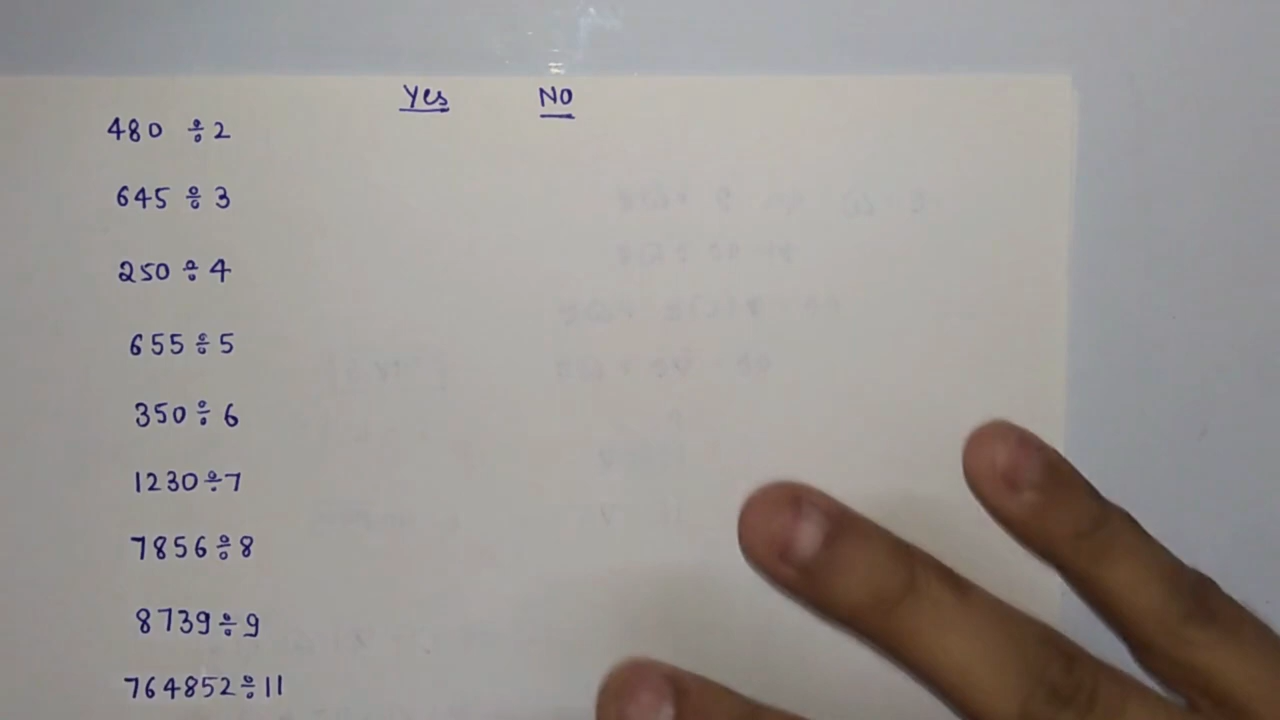 Yes No
480 ÷ 2
645 ÷ 3
250 ÷ 4
655 ÷ 5
350 ÷ 6
1230 ÷ 7
7856 ÷ 8
8739 ÷ 9
764852 ÷ 11